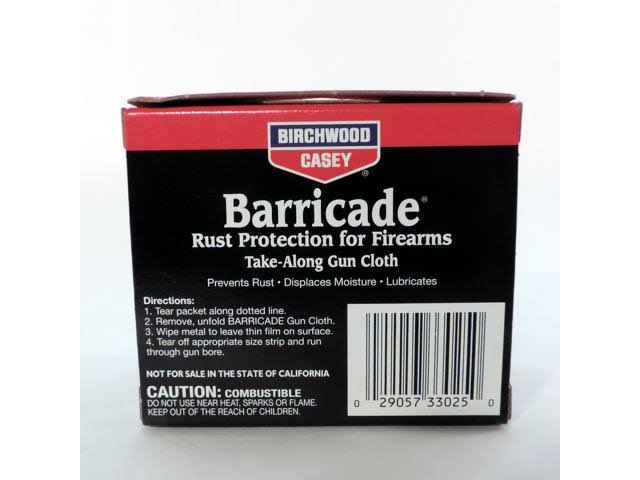 BIRCHWOOD
CASEY®
Barricade®
Rust Protection for Firearms
Take-Along Gun Cloth
Prevents Rust • Displaces Moisture • Lubricates
Directions:
1. Tear packet along dotted line.
2. Remove, unfold BARRICADE Gun Cloth.
3. Wipe metal to leave thin film on surface.
4. Tear off appropriate size strip and run
through gun bore.
NOT FOR SALE IN THE STATE OF CALIFORNIA
CAUTION: COMBUSTIBLE
DO NOT USE NEAR HEAT, SPARKS OR FLAME.
KEEP OUT OF THE REACH OF CHILDREN.
0 29057 33025 0